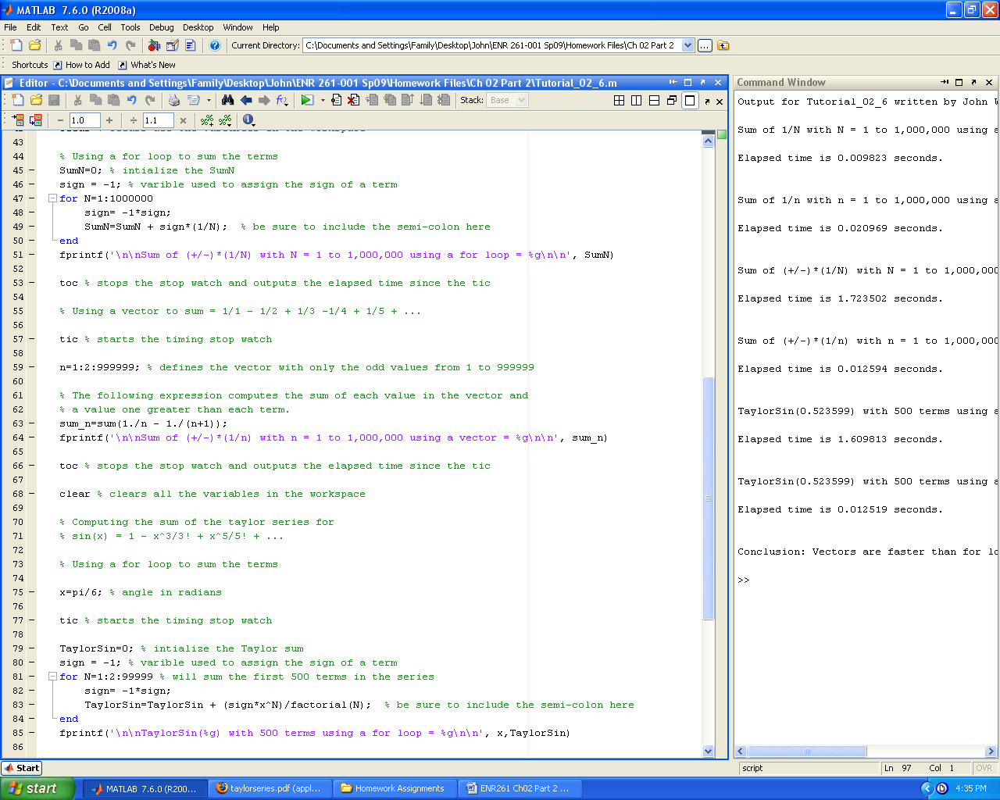 MATLAB 7.6.0 (R2008a)
File Edit Text Go Cell Tools Debug Desktop Window Help
Current Directory: C:\Documents and Settings\Family\Desktop\John\ENR 261-001 Sp09\Homework Files\Ch 02 Part 2
Shortcuts How to Add What's New
Editor - C:\Documents and Settings\Family\Desktop\John\ENR 261-001 Sp09\Homework Files\Ch 02 Part 2\Tutorial_02_6.m
Stack: Base
− 1.0 + ÷ 1.1 ×
43
44 % Using a for loop to sum the terms
45 − SumN=0; % intialize the SumN
46 − sign = -1; % varible used to assign the sign of a term
47 − for N=1:1000000
48 − sign= -1*sign;
49 − SumN=SumN + sign*(1/N); % be sure to include the semi-colon here
50 − end
51 − fprintf('\n\nSum of (+/-)*(1/N) with N = 1 to 1,000,000 using a for loop = %g\n\n', SumN)
52
53 − toc % stops the stop watch and outputs the elapsed time since the tic
54
55 % Using a vector to sum = 1/1 - 1/2 + 1/3 -1/4 + 1/5 + ...
56
57 − tic % starts the timing stop watch
58
59 − n=1:2:999999; % defines the vector with only the odd values from 1 to 999999
60
61 % The following expression computes the sum of each value in the vector and
62 % a value one greater than each term.
63 − sum_n=sum(1./n - 1./(n+1));
64 − fprintf('\n\nSum of (+/-)*(1/n) with n = 1 to 1,000,000 using a vector = %g\n\n', sum_n)
65
66 − toc % stops the stop watch and outputs the elapsed time since the tic
67
68 − clear % clears all the variables in the workspace
69
70 % Computing the sum of the taylor series for
71 % sin(x) = 1 - x^3/3! + x^5/5! + ...
72
73 % Using a for loop to sum the terms
74
75 − x=pi/6; % angle in radians
76
77 − tic % starts the timing stop watch
78
79 − TaylorSin=0; % intialize the Taylor sum
80 − sign = -1; % varible used to assign the sign of a term
81 − for N=1:2:99999 % will sum the first 500 terms in the series
82 − sign= -1*sign;
83 − TaylorSin=TaylorSin + (sign*x^N)/factorial(N); % be sure to include the semi-colon here
84 − end
85 − fprintf('\n\nTaylorSin(%g) with 500 terms using a for loop = %g\n\n', x,TaylorSin)
86
Command Window
Output for Tutorial_02_6 written by John
Sum of 1/N with N = 1 to 1,000,000 using a
Elapsed time is 0.009823 seconds.
Sum of 1/n with n = 1 to 1,000,000 using a
Elapsed time is 0.020969 seconds.
Sum of (+/-)*(1/N) with N = 1 to 1,000,000
Elapsed time is 1.723502 seconds.
Sum of (+/-)*(1/n) with n = 1 to 1,000,000
Elapsed time is 0.012594 seconds.
TaylorSin(0.523599) with 500 terms using a
Elapsed time is 1.609813 seconds.
TaylorSin(0.523599) with 500 terms using a
Elapsed time is 0.012519 seconds.
Conclusion: Vectors are faster than for lo
>>
Start
script Ln 97 Col 1 OVR
start MATLAB 7.6.0 (R200... taylorseries.pdf (appl... Homework Assignments ENR261 Ch02 Part 2 ... 4:35 PM